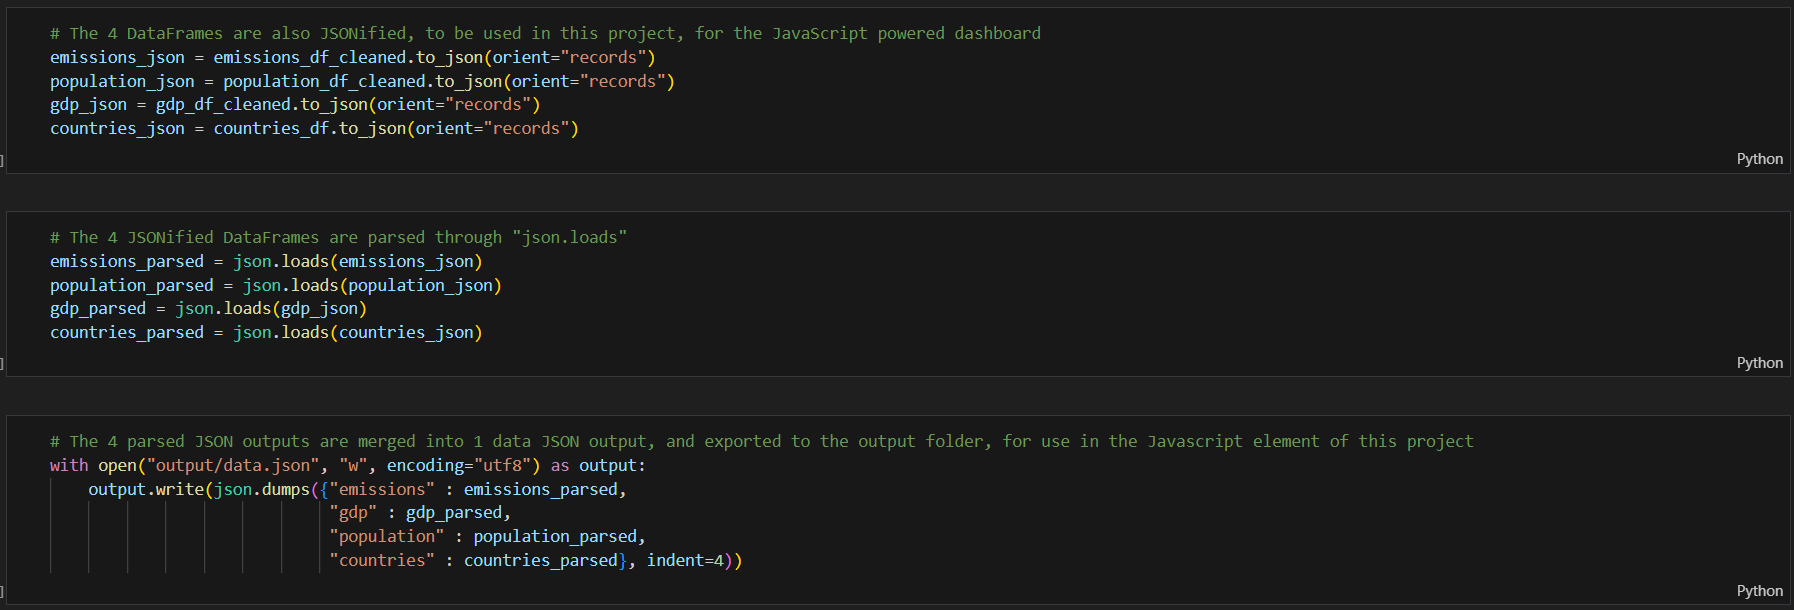 # The 4 DataFrames are also JSONified, to be used in this project, for the JavaScript powered dashboard
emissions_json = emissions_df_cleaned.to_json(orient="records")
population_json = population_df_cleaned.to_json(orient="records")
gdp_json = gdp_df_cleaned.to_json(orient="records")
countries_json = countries_df.to_json(orient="records")
]
Python
# The 4 JSONified DataFrames are parsed through "json.loads"
emissions_parsed = json.loads(emissions_json)
population_parsed = json.loads(population_json)
gdp_parsed = json.loads(gdp_json)
countries_parsed = json.loads(countries_json)
]
Python
# The 4 parsed JSON outputs are merged into 1 data JSON output, and exported to the output folder, for use in the Javascript element of this project
with open("output/data.json", "w", encoding="utf8") as output:
    output.write(json.dumps({"emissions" : emissions_parsed,
                             "gdp" : gdp_parsed,
                             "population" : population_parsed,
                             "countries" : countries_parsed}, indent=4))
]
Python